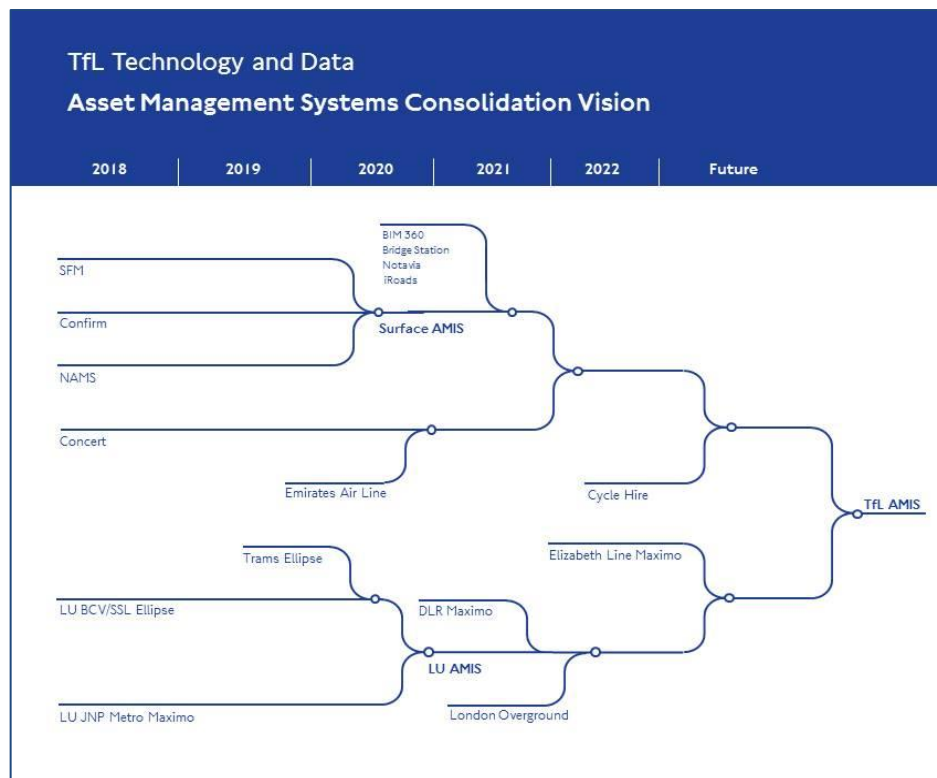 TfL Technology and Data
Asset Management Systems Consolidation Vision
2018 2019 2020 2021 2022 Future
BIM 360
Bridge Station
Notavia
iRoads
SFM
Confirm
Surface AMIS
NAMS
Concert
Emirates Air Line
Cycle Hire
TfL AMIS
Trams Ellipse
Elizabeth Line Maximo
LU BCV/SSL Ellipse
DLR Maximo
LU AMIS
LU JNP Metro Maximo
London Overground